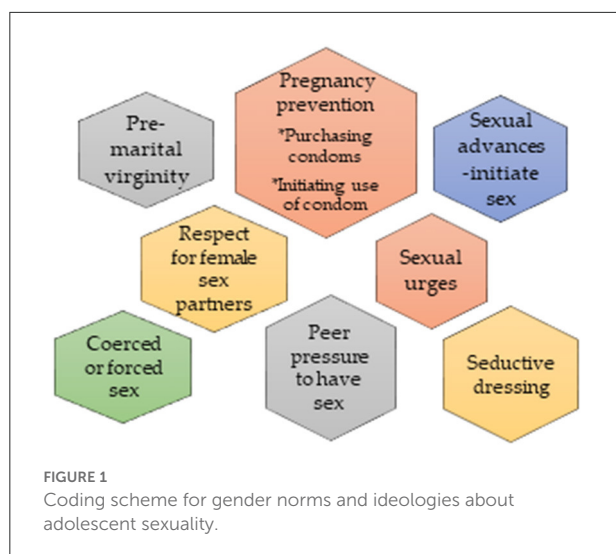 Pre-
marital
virginity
Pregnancy
prevention
*Purchasing
condoms
*Initiating use
of condom
Sexual
advances
-initiate
sex
Respect
for female
sex
partners
Sexual
urges
Coerced
or forced
sex
Peer
pressure
to have
sex
Seductive
dressing
FIGURE 1
Coding scheme for gender norms and ideologies about
adolescent sexuality.